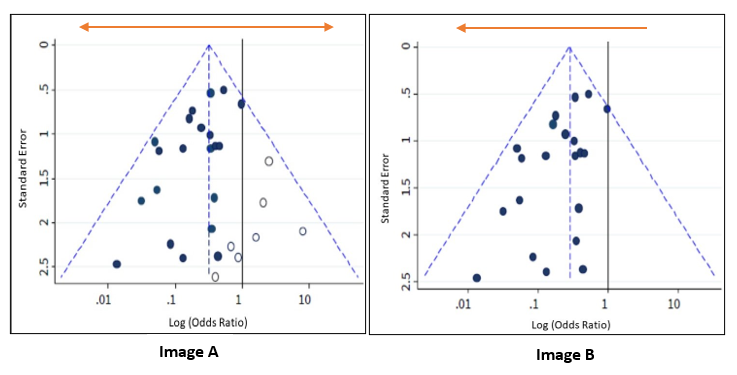 0
.5
1
1.5
2
2.5
Standard Error
.01 .1 1 10
Log (Odds Ratio)
Image A
0
.5
1
1.5
2
2.5
Standard Error
.01 .1 1 10
Log (Odds Ratio)
Image B